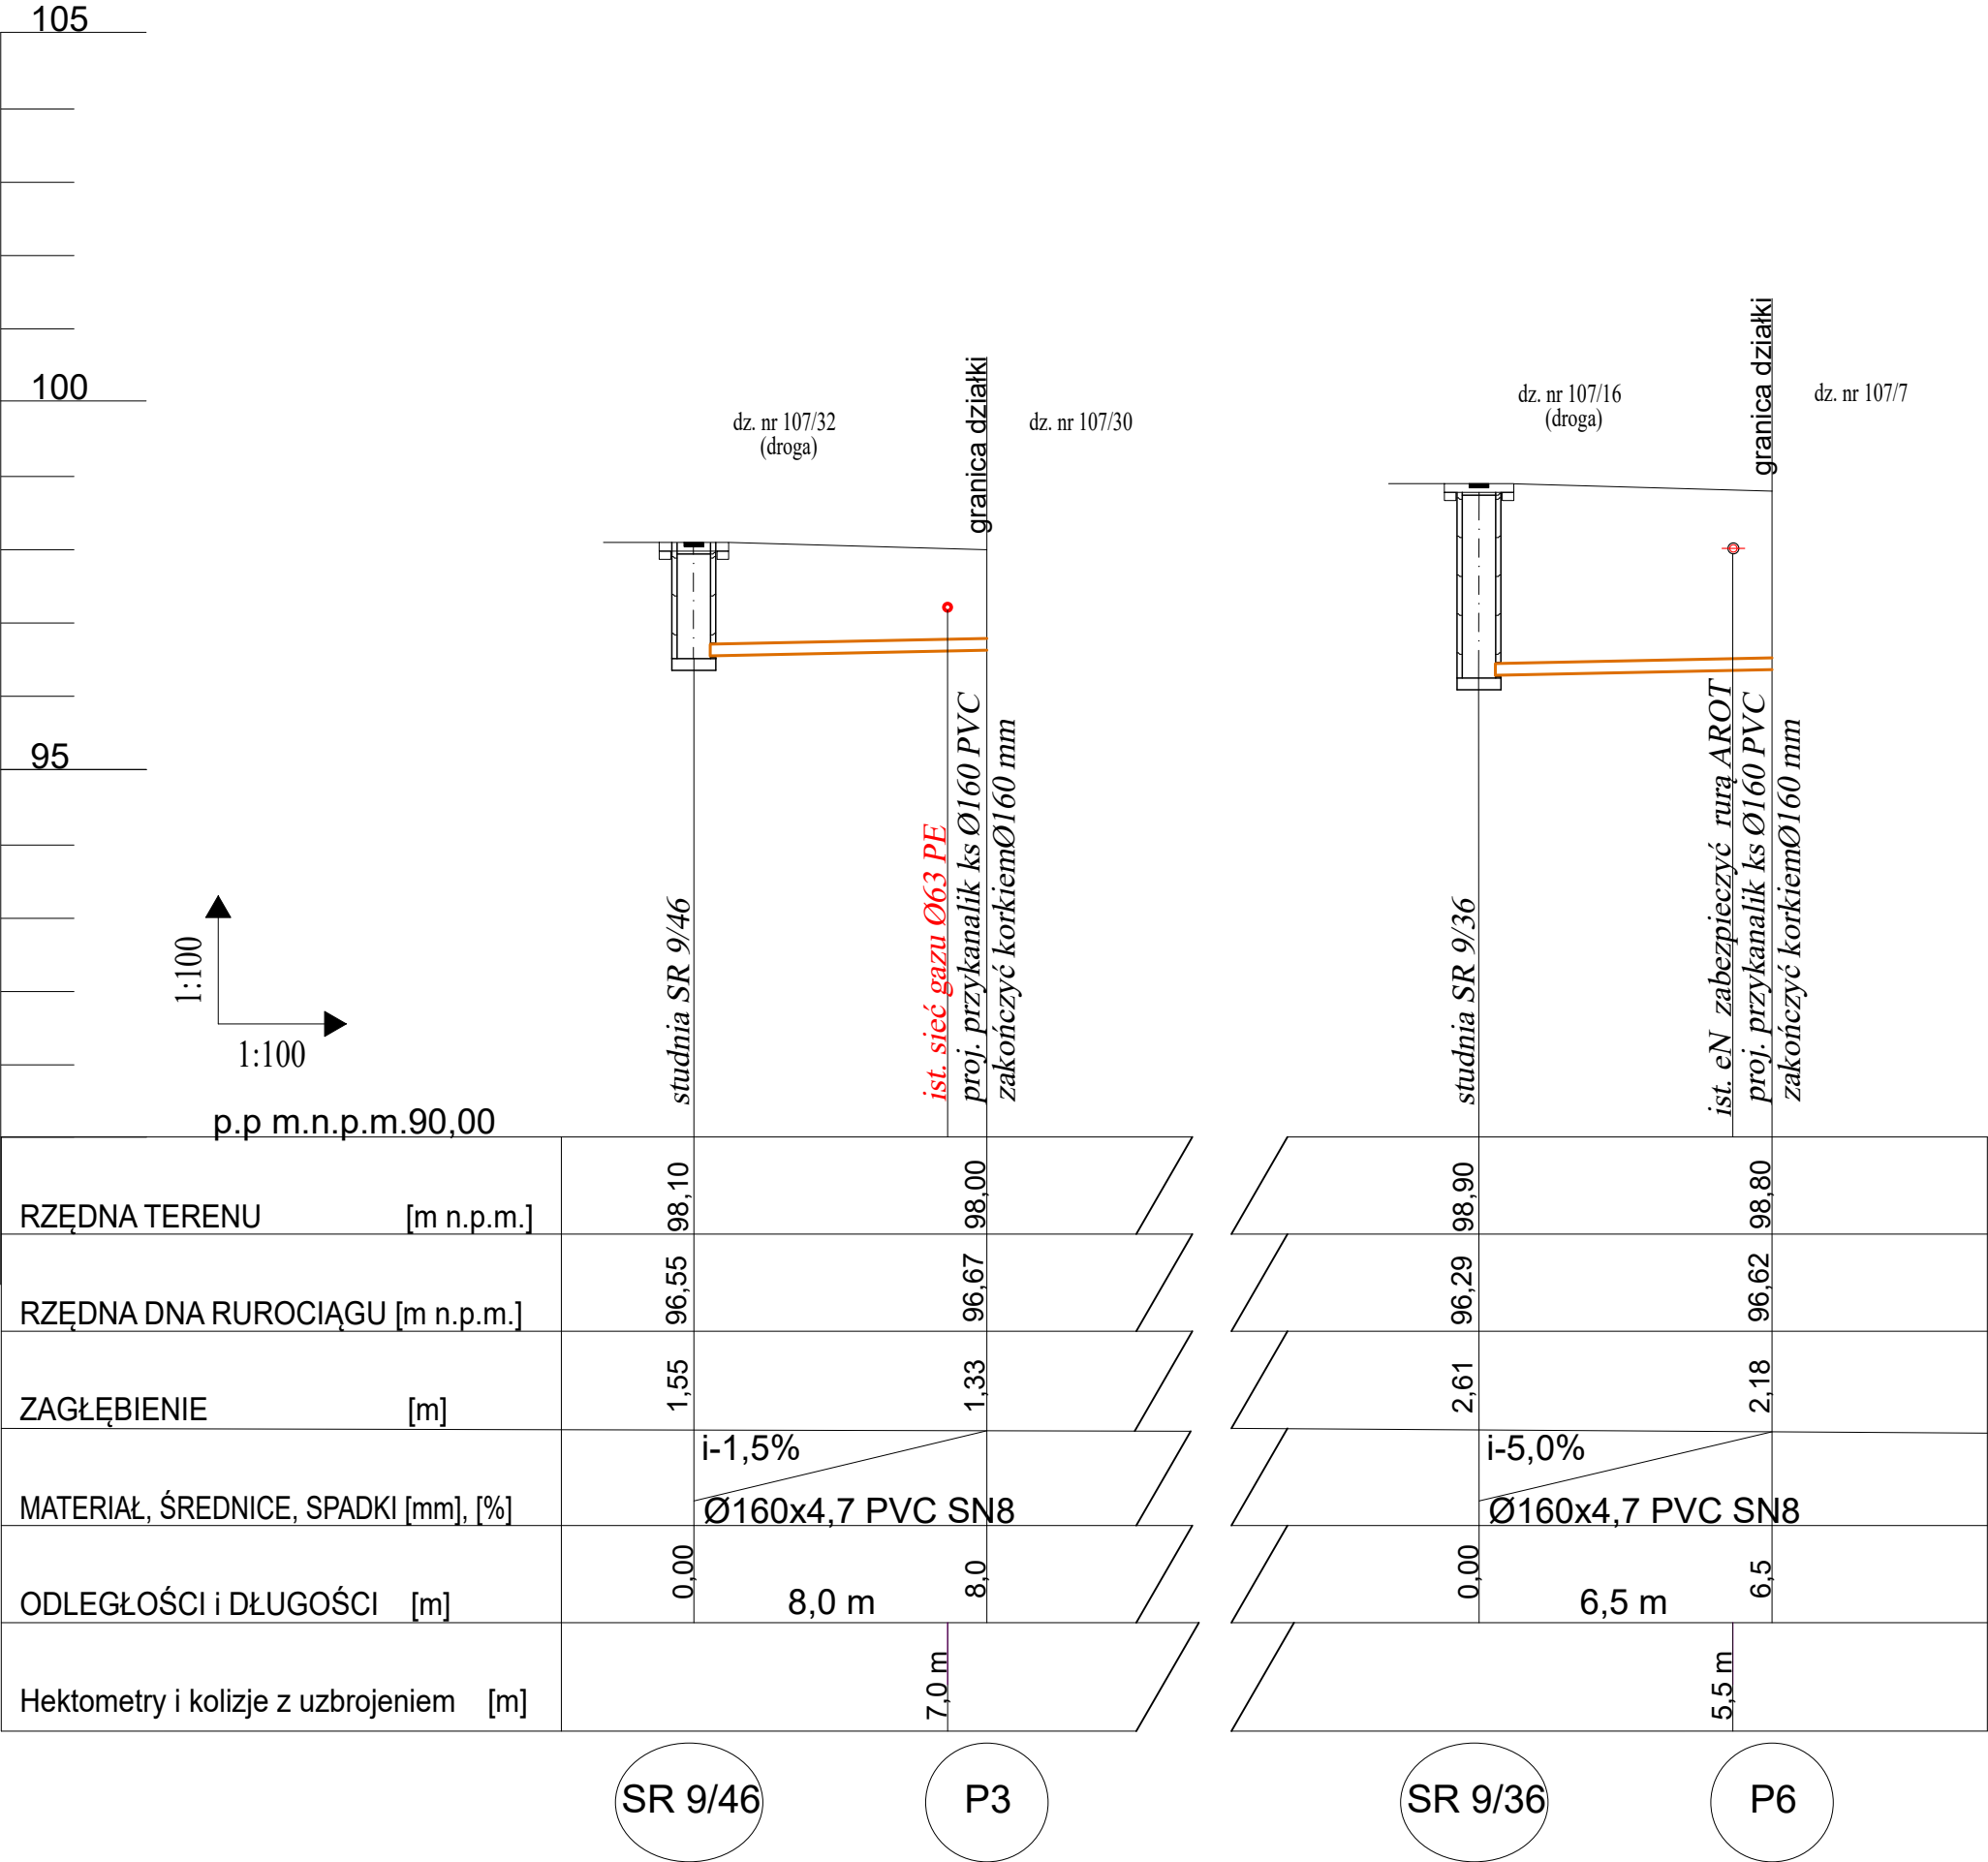 105
100
95
dz. nr 107/32
(droga)
granica działki
dz. nr 107/30
dz. nr 107/16
(droga)
granica działki
dz. nr 107/7
1:100
1:100
p.p m.n.p.m.90,00
studnia SR 9/46
ist. sieć gazu Ø63 PE
proj. przykanalik ks Ø160 PVC
zakończyć korkiemØ160 mm
studnia SR 9/36
ist. eN zabezpieczyć rurą AROT
proj. przykanalik ks Ø160 PVC
zakończyć korkiemØ160 mm
RZĘDNA TERENU [m n.p.m.] 98,10 98,00 98,90 98,80
RZĘDNA DNA RUROCIĄGU [m n.p.m.] 96,55 96,67 96,29 96,62
ZAGŁĘBIENIE [m] 1,55 1,33 2,61 2,18
i-1,5% i-5,0%
MATERIAŁ, ŚREDNICE, SPADKI [mm], [%] Ø160x4,7 PVC SN8 Ø160x4,7 PVC SN8
ODLEGŁOŚCI i DŁUGOŚCI [m] 0,00 8,0 m 8,0 0,00 6,5 m 6,5
Hektometry i kolizje z uzbrojeniem [m] 7,0 m 5,5 m
SR 9/46 P3 SR 9/36 P6